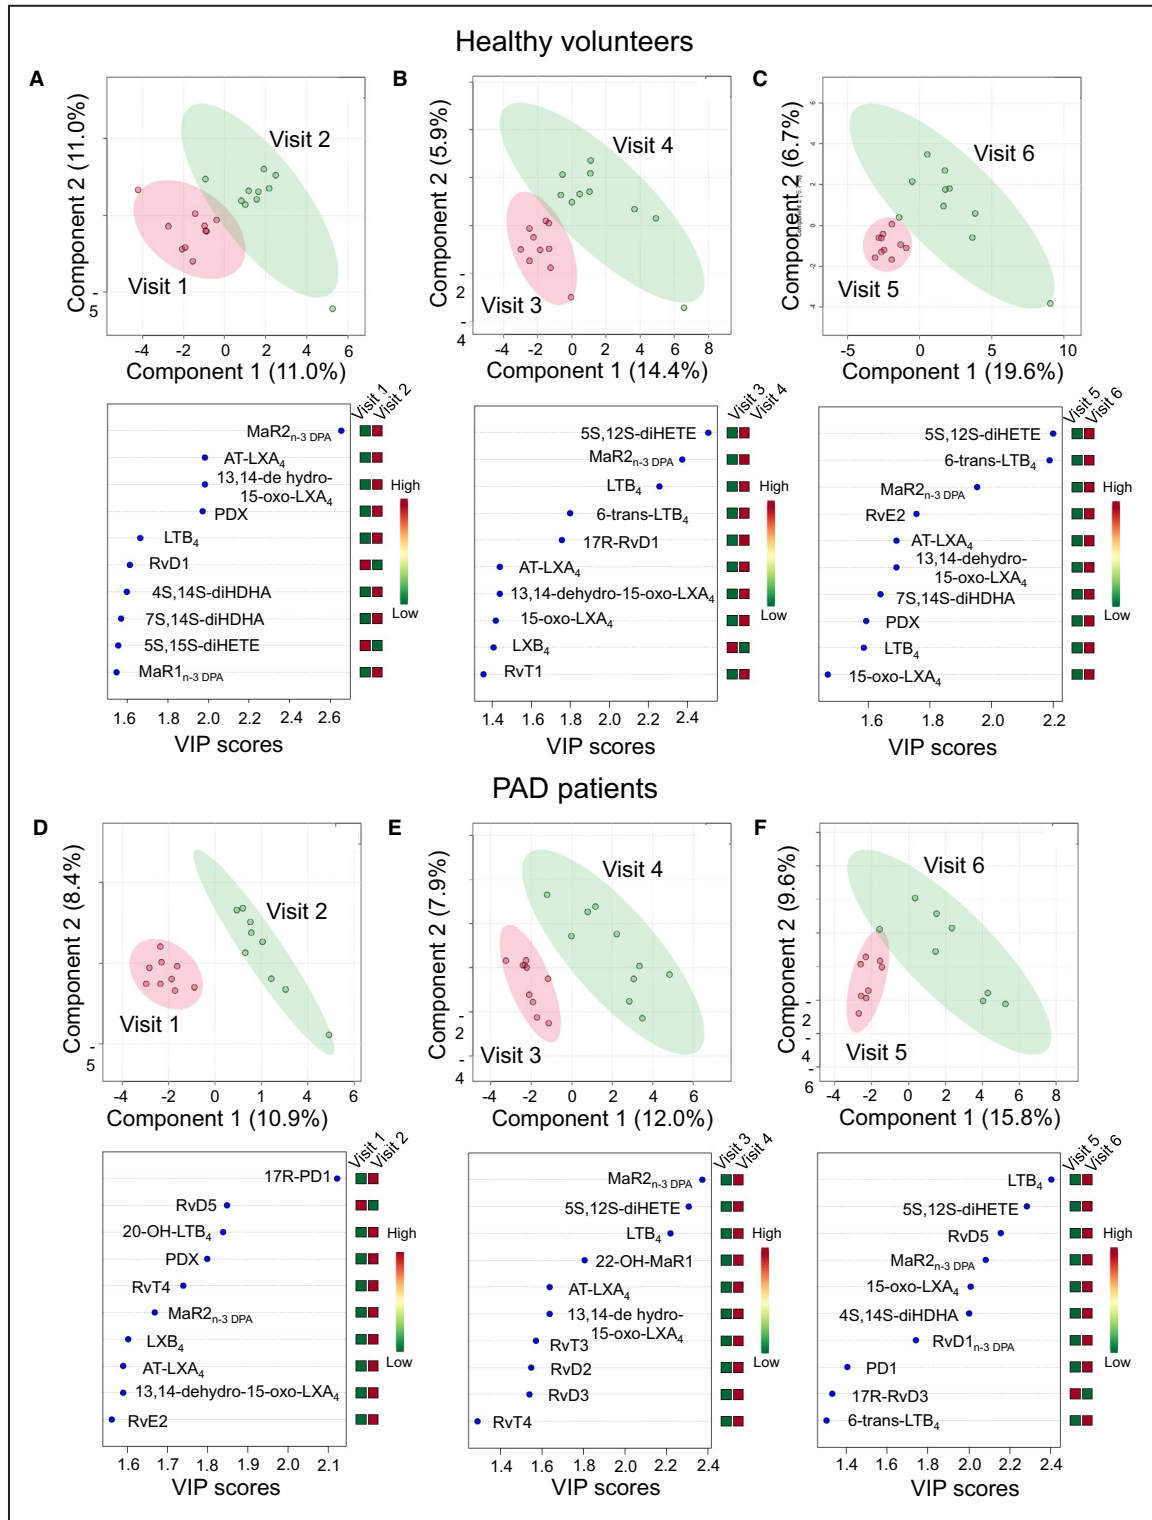 Healthy volunteers
A
B
C
Component 2 (11.0%)
Visit 2
Visit 1
-
5
-4 -2 0 2 4 6
Component 1 (11.0%)
Component 2 (5.9%)
Visit 4
Visit 3
-
2
-
4
-4 -2 0 2 4 6 8
Component 1 (14.4%)
Component 2 (6.7%)
6
4
2
0
-2
-4
Visit 6
Visit 5
-5 0 5 10
Component 1 (19.6%)
Visit 1
Visit 2
MaR2n-3 DPA
AT-LXA4
13,14-de hydro-
15-oxo-LXA4
PDX
LTB4
RvD1
4S,14S-diHDHA
7S,14S-diHDHA
5S,15S-diHETE
MaR1n-3 DPA
High
Low
1.6 1.8 2.0 2.2 2.4 2.6
VIP scores
Visit 3
Visit 4
5S,12S-diHETE
MaR2n-3 DPA
LTB4
6-trans-LTB4
17R-RvD1
AT-LXA4
13,14-dehydro-15-oxo-LXA4
15-oxo-LXA4
LXB4
RvT1
High
Low
1.4 1.6 1.8 2.0 2.2 2.4
VIP scores
Visit 5
Visit 6
5S,12S-diHETE
6-trans-LTB4
MaR2n-3 DPA
RvE2
AT-LXA4
13,14-dehydro-
15-oxo-LXA4
7S,14S-diHDHA
PDX
LTB4
15-oxo-LXA4
High
Low
1.6 1.8 2.0 2.2
VIP scores
PAD patients
D
E
F
Component 2 (8.4%)
Visit 2
Visit 1
-
5
-4 -2 0 1 4 6
Component 1 (10.9%)
Component 2 (7.9%)
Visit 4
Visit 3
-
2
-
4
-4 -2 0 2 4 6
Component 1 (12.0%)
Component 2 (9.6%)
Visit 6
Visit 5
-
2
-
4
-
6
-4 -2 0 2 4 6 8
Component 1 (15.8%)
Visit 1
Visit 2
17R-PD1
RvD5
20-OH-LTB4
PDX
RvT4
MaR2n-3 DPA
LXB4
AT-LXA4
13,14-dehydro-15-oxo-LXA4
RvE2
High
Low
1.6 1.7 1.8 1.9 2.0 2.1
VIP scores
Visit 3
Visit 4
MaR2n-3 DPA
5S,12S-diHETE
LTB4
22-OH-MaR1
AT-LXA4
13,14-de hydro-
15-oxo-LXA4
RvT3
RvD2
RvD3
RvT4
High
Low
1.4 1.6 1.8 2.0 2.2 2.4
VIP scores
Visit 5
Visit 6
LTB4
5S,12S-diHETE
RvD5
MaR2n-3 DPA
15-oxo-LXA4
4S,14S-diHDHA
RvD1n-3 DPA
PD1
17R-RvD3
6-trans-LTB4
High
Low
1.4 1.6 1.8 2.0 2.2 2.4
VIP scores